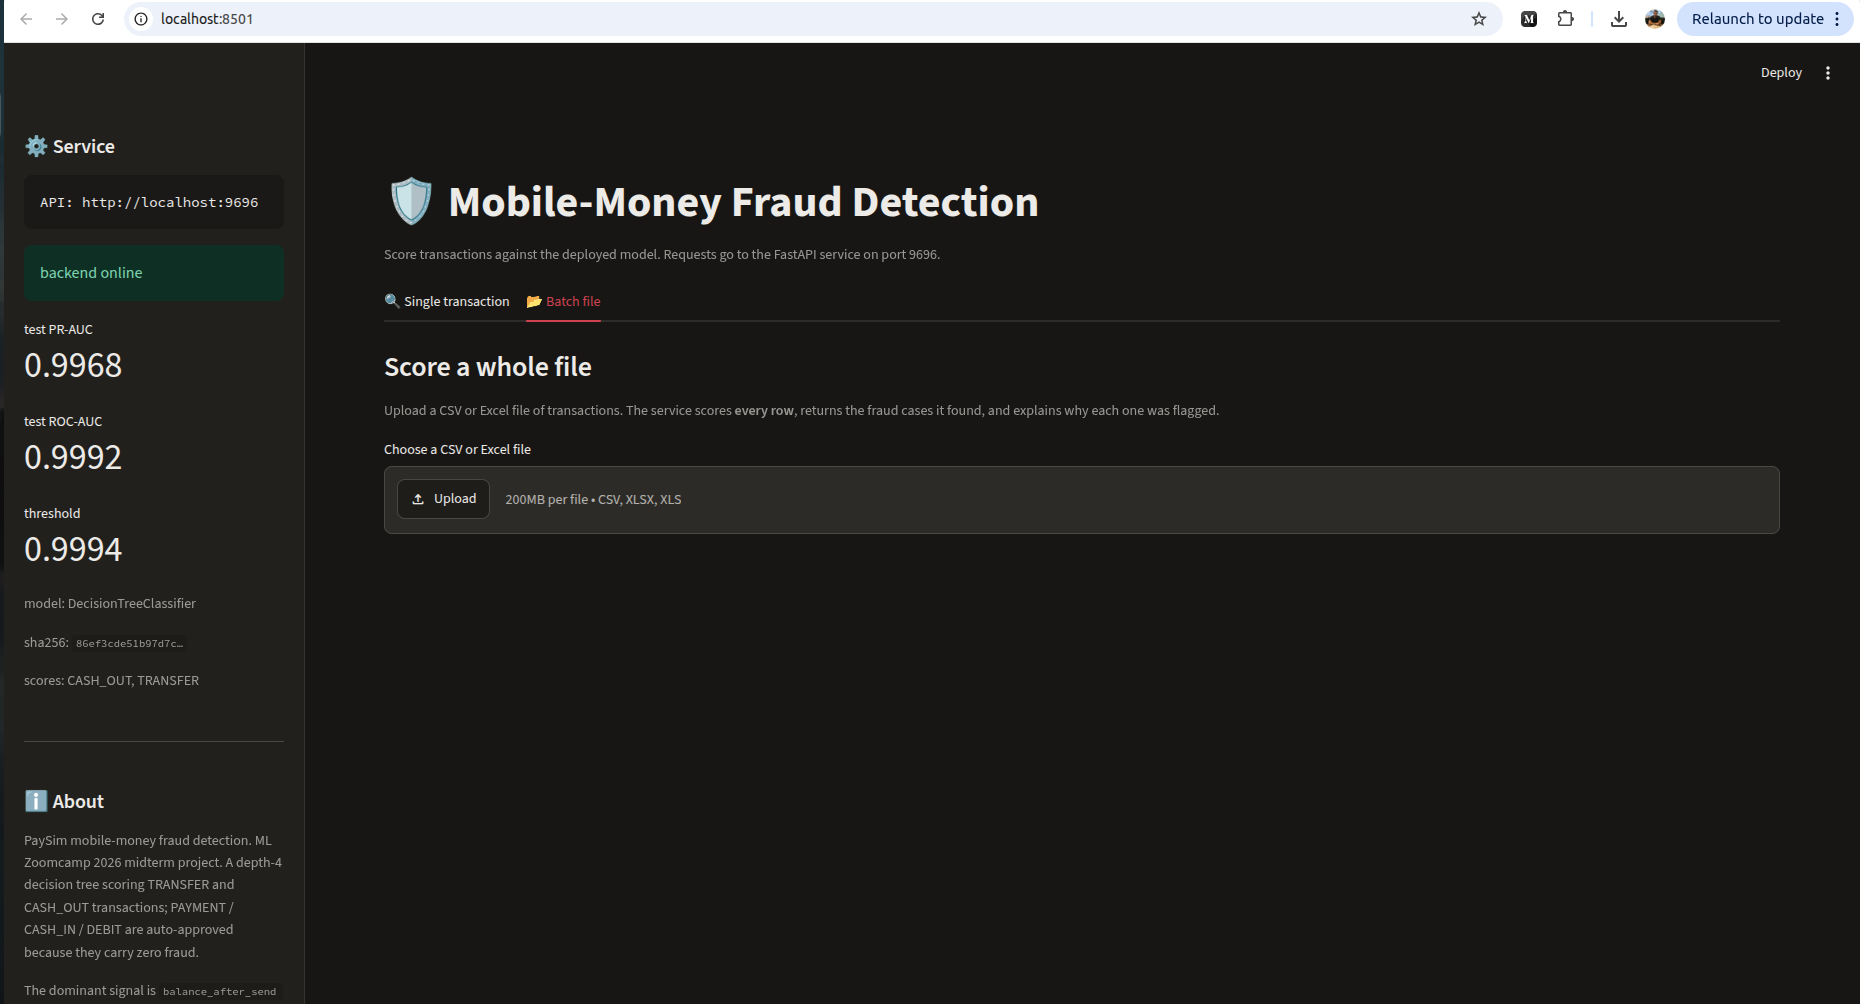 localhost:8501
Relaunch to update
Deploy
Service
API: http://localhost:9696
backend online
test PR-AUC
0.9968
test ROC-AUC
0.9992
threshold
0.9994
model: DecisionTreeClassifier
sha256: 86ef3cde51b97d7c…
scores: CASH_OUT, TRANSFER
About
PaySim mobile-money fraud detection. ML
Zoomcamp 2026 midterm project. A depth-4
decision tree scoring TRANSFER and
CASH_OUT transactions; PAYMENT /
CASH_IN / DEBIT are auto-approved
because they carry zero fraud.
The dominant signal is balance_after_send
Mobile-Money Fraud Detection
Score transactions against the deployed model. Requests go to the FastAPI service on port 9696.
Single transaction
Batch file
Score a whole file
Upload a CSV or Excel file of transactions. The service scores every row, returns the fraud cases it found, and explains why each one was flagged.
Choose a CSV or Excel file
Upload
200MB per file • CSV, XLSX, XLS